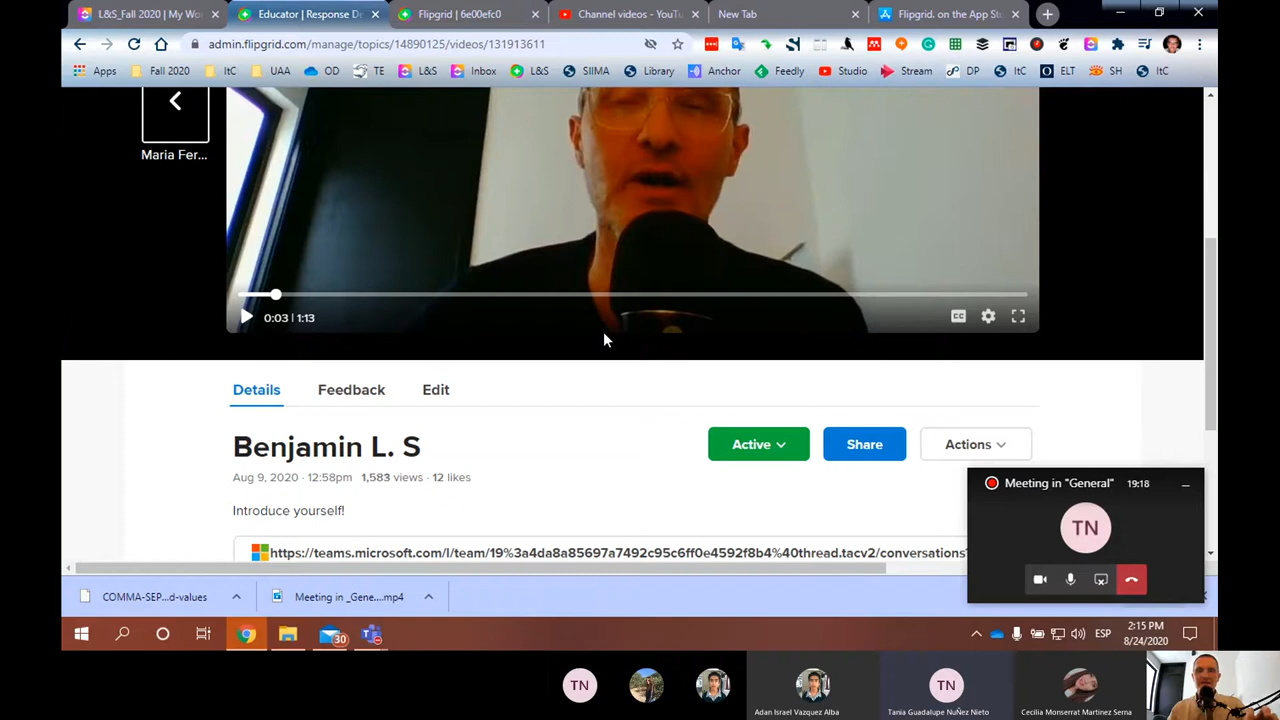 L&S_Fall 2020 | My Wo
Educator | Response De
Flipgrid | 6e00efc0
Channel videos - YouTu
New Tab
Flipgrid. on the App St
admin.flipgrid.com/manage/topics/14890125/videos/131913611
Apps
Fall 2020
ItC
UAA
OD
TE
L&S
Inbox
L&S
SIIMA
Library
Anchor
Feedly
Studio
Stream
DP
ItC
ELT
SH
ItC
Maria Fer...
0:03 | 1:13
CC
Details
Feedback
Edit
Benjamin L. S
Active
Share
Actions
Aug 9, 2020 · 12:58pm 1,583 views · 12 likes
Introduce yourself!
https://teams.microsoft.com/l/team/19%3a4da8a85697a7492c95c6ff0e4592f8b4%40thread.tacv2/conversations?
Meeting in "General"
19:18
TN
COMMA-SEP...d-values
Meeting in _Gene....mp4
30
ESP
2:15 PM
8/24/2020
TN
Adan Israel Vazquez Alba
TN
Tania Guadalupe NuÑez Nieto
Cecilia Monserrat Martinez Serna